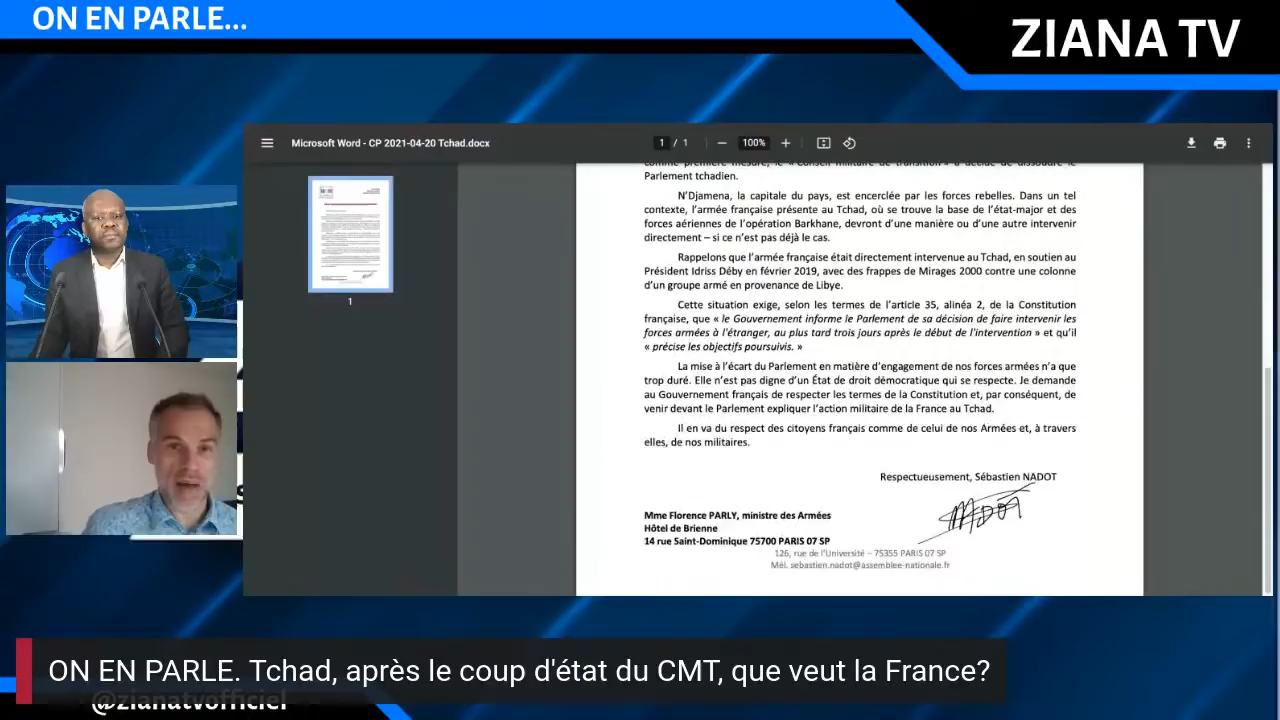 ON EN PARLE...
ZIANA TV
Microsoft Word - CP 2021-04-20 Tchad.docx
1 / 1
100%
1
comme première mesure, le « Conseil militaire de transition » a décidé de dissoudre le
Parlement tchadien.
N'Djamena, la capitale du pays, est encerclée par les forces rebelles. Dans un tel
contexte, l'armée française présente au Tchad, où se trouve la base de l'état-major et des
forces aériennes de l'opération Barkhane, devront d'une manière ou d'une autre intervenir
directement – si ce n'est pas déjà le cas.
Rappelons que l'armée française était directement intervenue au Tchad, en soutien au
Président Idriss Déby en février 2019, avec des frappes de Mirages 2000 contre une colonne
d'un groupe armé en provenance de Libye.
Cette situation exige, selon les termes de l'article 35, alinéa 2, de la Constitution
française, que « le Gouvernement informe le Parlement de sa décision de faire intervenir les
forces armées à l'étranger, au plus tard trois jours après le début de l'intervention » et qu'il
« précise les objectifs poursuivis. »
La mise à l'écart du Parlement en matière d'engagement de nos forces armées n'a que
trop duré. Elle n'est pas digne d'un État de droit démocratique qui se respecte. Je demande
au Gouvernement français de respecter les termes de la Constitution et, par conséquent, de
venir devant le Parlement expliquer l'action militaire de la France au Tchad.
Il en va du respect des citoyens français comme de celui de nos Armées et, à travers
elles, de nos militaires.
Respectueusement, Sébastien NADOT
Mme Florence PARLY, ministre des Armées
Hôtel de Brienne
14 rue Saint-Dominique 75700 PARIS 07 SP
126, rue de l'Université – 75355 PARIS 07 SP
Mél. sebastien.nadot@assemblee-nationale.fr
ON EN PARLE. Tchad, après le coup d'état du CMT, que veut la France?
@zianatvofficiel